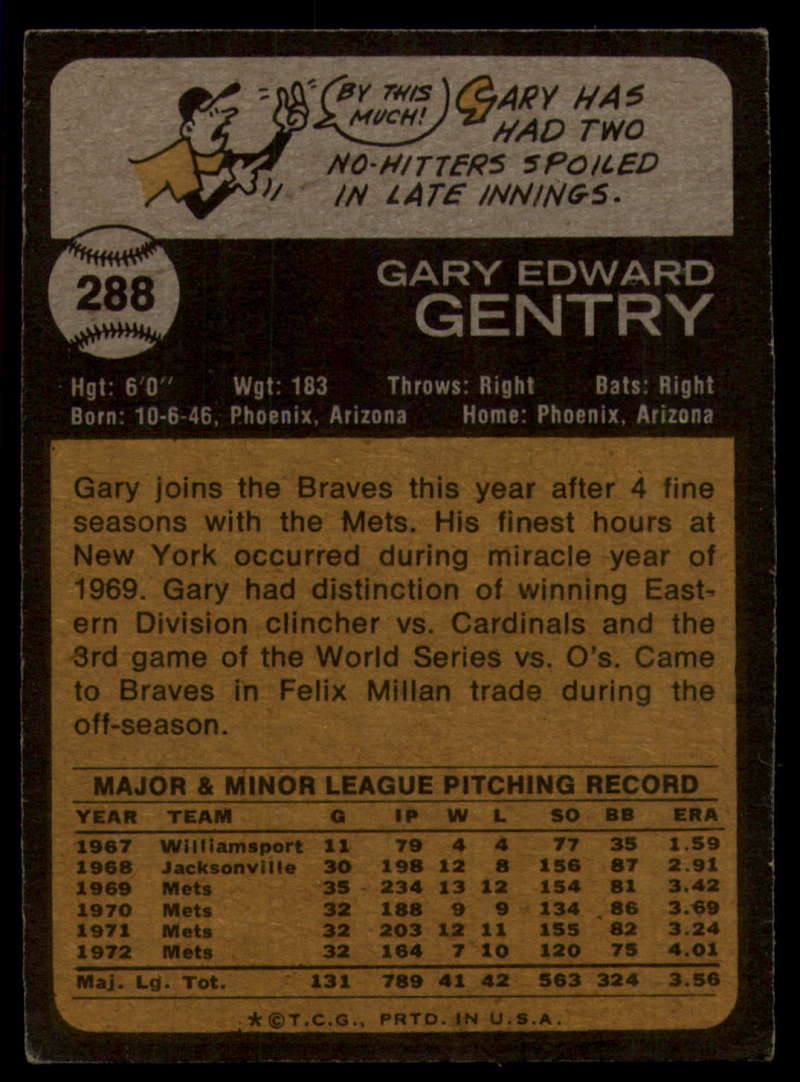 BY THIS MUCH!
GARY HAS
HAD TWO
NO-HITTERS SPOILED
IN LATE INNINGS.
288
GARY EDWARD
GENTRY
Hgt: 6'0" Wgt: 183 Throws: Right Bats: Right
Born: 10-6-46, Phoenix, Arizona Home: Phoenix, Arizona
Gary joins the Braves this year after 4 fine
seasons with the Mets. His finest hours at
New York occurred during miracle year of
1969. Gary had distinction of winning East-
ern Division clincher vs. Cardinals and the
3rd game of the World Series vs. O's. Came
to Braves in Felix Millan trade during the
off-season.
MAJOR & MINOR LEAGUE PITCHING RECORD
YEAR TEAM G IP W L SO BB ERA
1967 Williamsport 11 79 4 4 77 35 1.59
1968 Jacksonville 30 198 12 8 156 87 2.91
1969 Mets 35 234 13 12 154 81 3.42
1970 Mets 32 188 9 9 134 86 3.69
1971 Mets 32 203 12 11 155 82 3.24
1972 Mets 32 164 7 10 120 75 4.01
Maj. Lg. Tot. 131 789 41 42 563 324 3.56
*©T.C.G., PRTD. IN U.S.A.